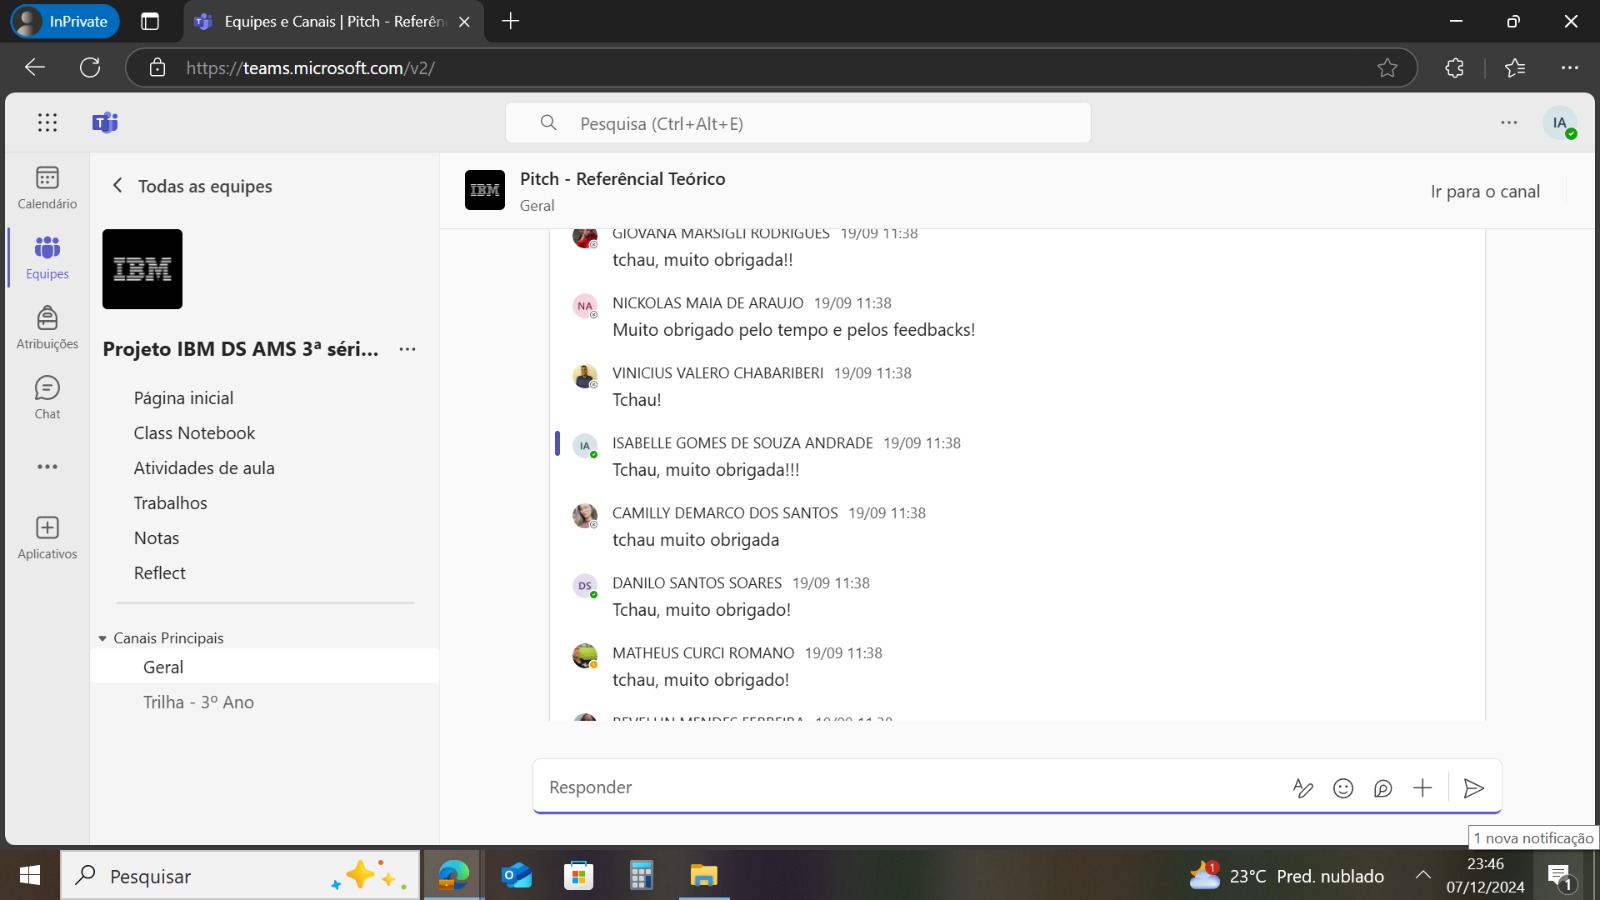 InPrivate
Equipes e Canais | Pitch - Referên
https://teams.microsoft.com/v2/
Pesquisa (Ctrl+Alt+E)
IA
Calendário
Equipes
Atribuições
Chat
Aplicativos
Todas as equipes
IBM
Projeto IBM DS AMS 3ª séri...
Página inicial
Class Notebook
Atividades de aula
Trabalhos
Notas
Reflect
Canais Principais
Geral
Trilha - 3º Ano
IBM
Pitch - Referêncial Teórico
Geral
Ir para o canal
GIOVANA MARSIGLI RODRIGUES 19/09 11:38
tchau, muito obrigada!!
NA
NICKOLAS MAIA DE ARAUJO 19/09 11:38
Muito obrigado pelo tempo e pelos feedbacks!
VINICIUS VALERO CHABARIBERI 19/09 11:38
Tchau!
IA
ISABELLE GOMES DE SOUZA ANDRADE 19/09 11:38
Tchau, muito obrigada!!!
CAMILLY DEMARCO DOS SANTOS 19/09 11:38
tchau muito obrigada
DS
DANILO SANTOS SOARES 19/09 11:38
Tchau, muito obrigado!
MATHEUS CURCI ROMANO 19/09 11:38
tchau, muito obrigado!
MENDES FERREIRA
Responder
1 nova notificação
Pesquisar
1
23°C Pred. nublado
23:46
07/12/2024
1